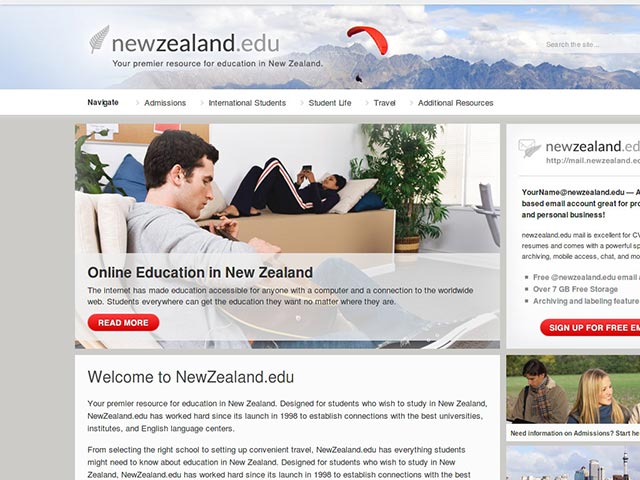 newzealand.edu
Your premier resource for education in New Zealand.
Search the site...
Navigate
Admissions
International Students
Student Life
Travel
Additional Resources
Online Education in New Zealand
The internet has made education accessible for anyone with a computer and a connection to the worldwide
web. Students everywhere can get the education they want no matter where they are.
READ MORE
newzealand.ed
http://mail.newzealand.ed
YourName@newzealand.edu — A
based email account great for pro
and personal business!
newzealand.edu mail is excellent for CV
resumes and comes with a powerful sp
archiving, mobile access, chat, and mo
Free @newzealand.edu email a
Over 7 GB Free Storage
Archiving and labeling feature
SIGN UP FOR FREE EM
Welcome to NewZealand.edu
Your premier resource for education in New Zealand. Designed for students who wish to study in New Zealand,
NewZealand.edu has worked hard since its launch in 1998 to establish connections with the best universities,
institutes, and English language centers.
From selecting the right school to setting up convenient travel, NewZealand.edu has everything students
might need to know about education in New Zealand. Designed for students who wish to study in New
Zealand, NewZealand.edu has worked hard since its launch in 1998 to establish connections with the best
Need information on Admissions? Start he